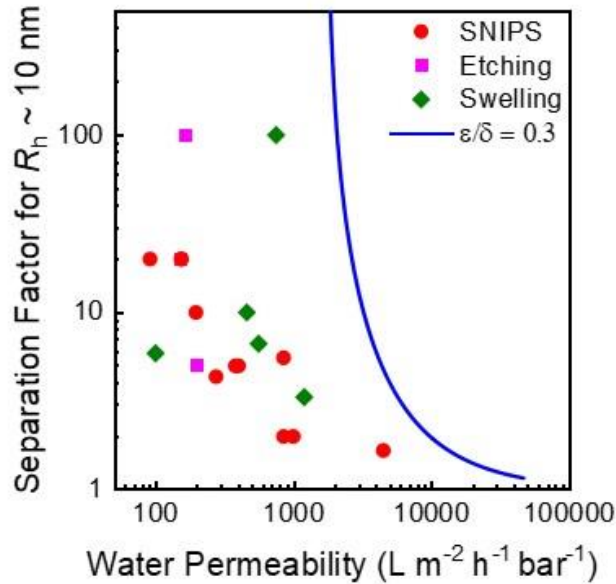 Separation Factor for Rₕ ~ 10 nm
SNIPS
Etching
Swelling
ε/δ = 0.3
100
10
1
100
1000
10000
100000
Water Permeability (L m⁻² h⁻¹ bar⁻¹)